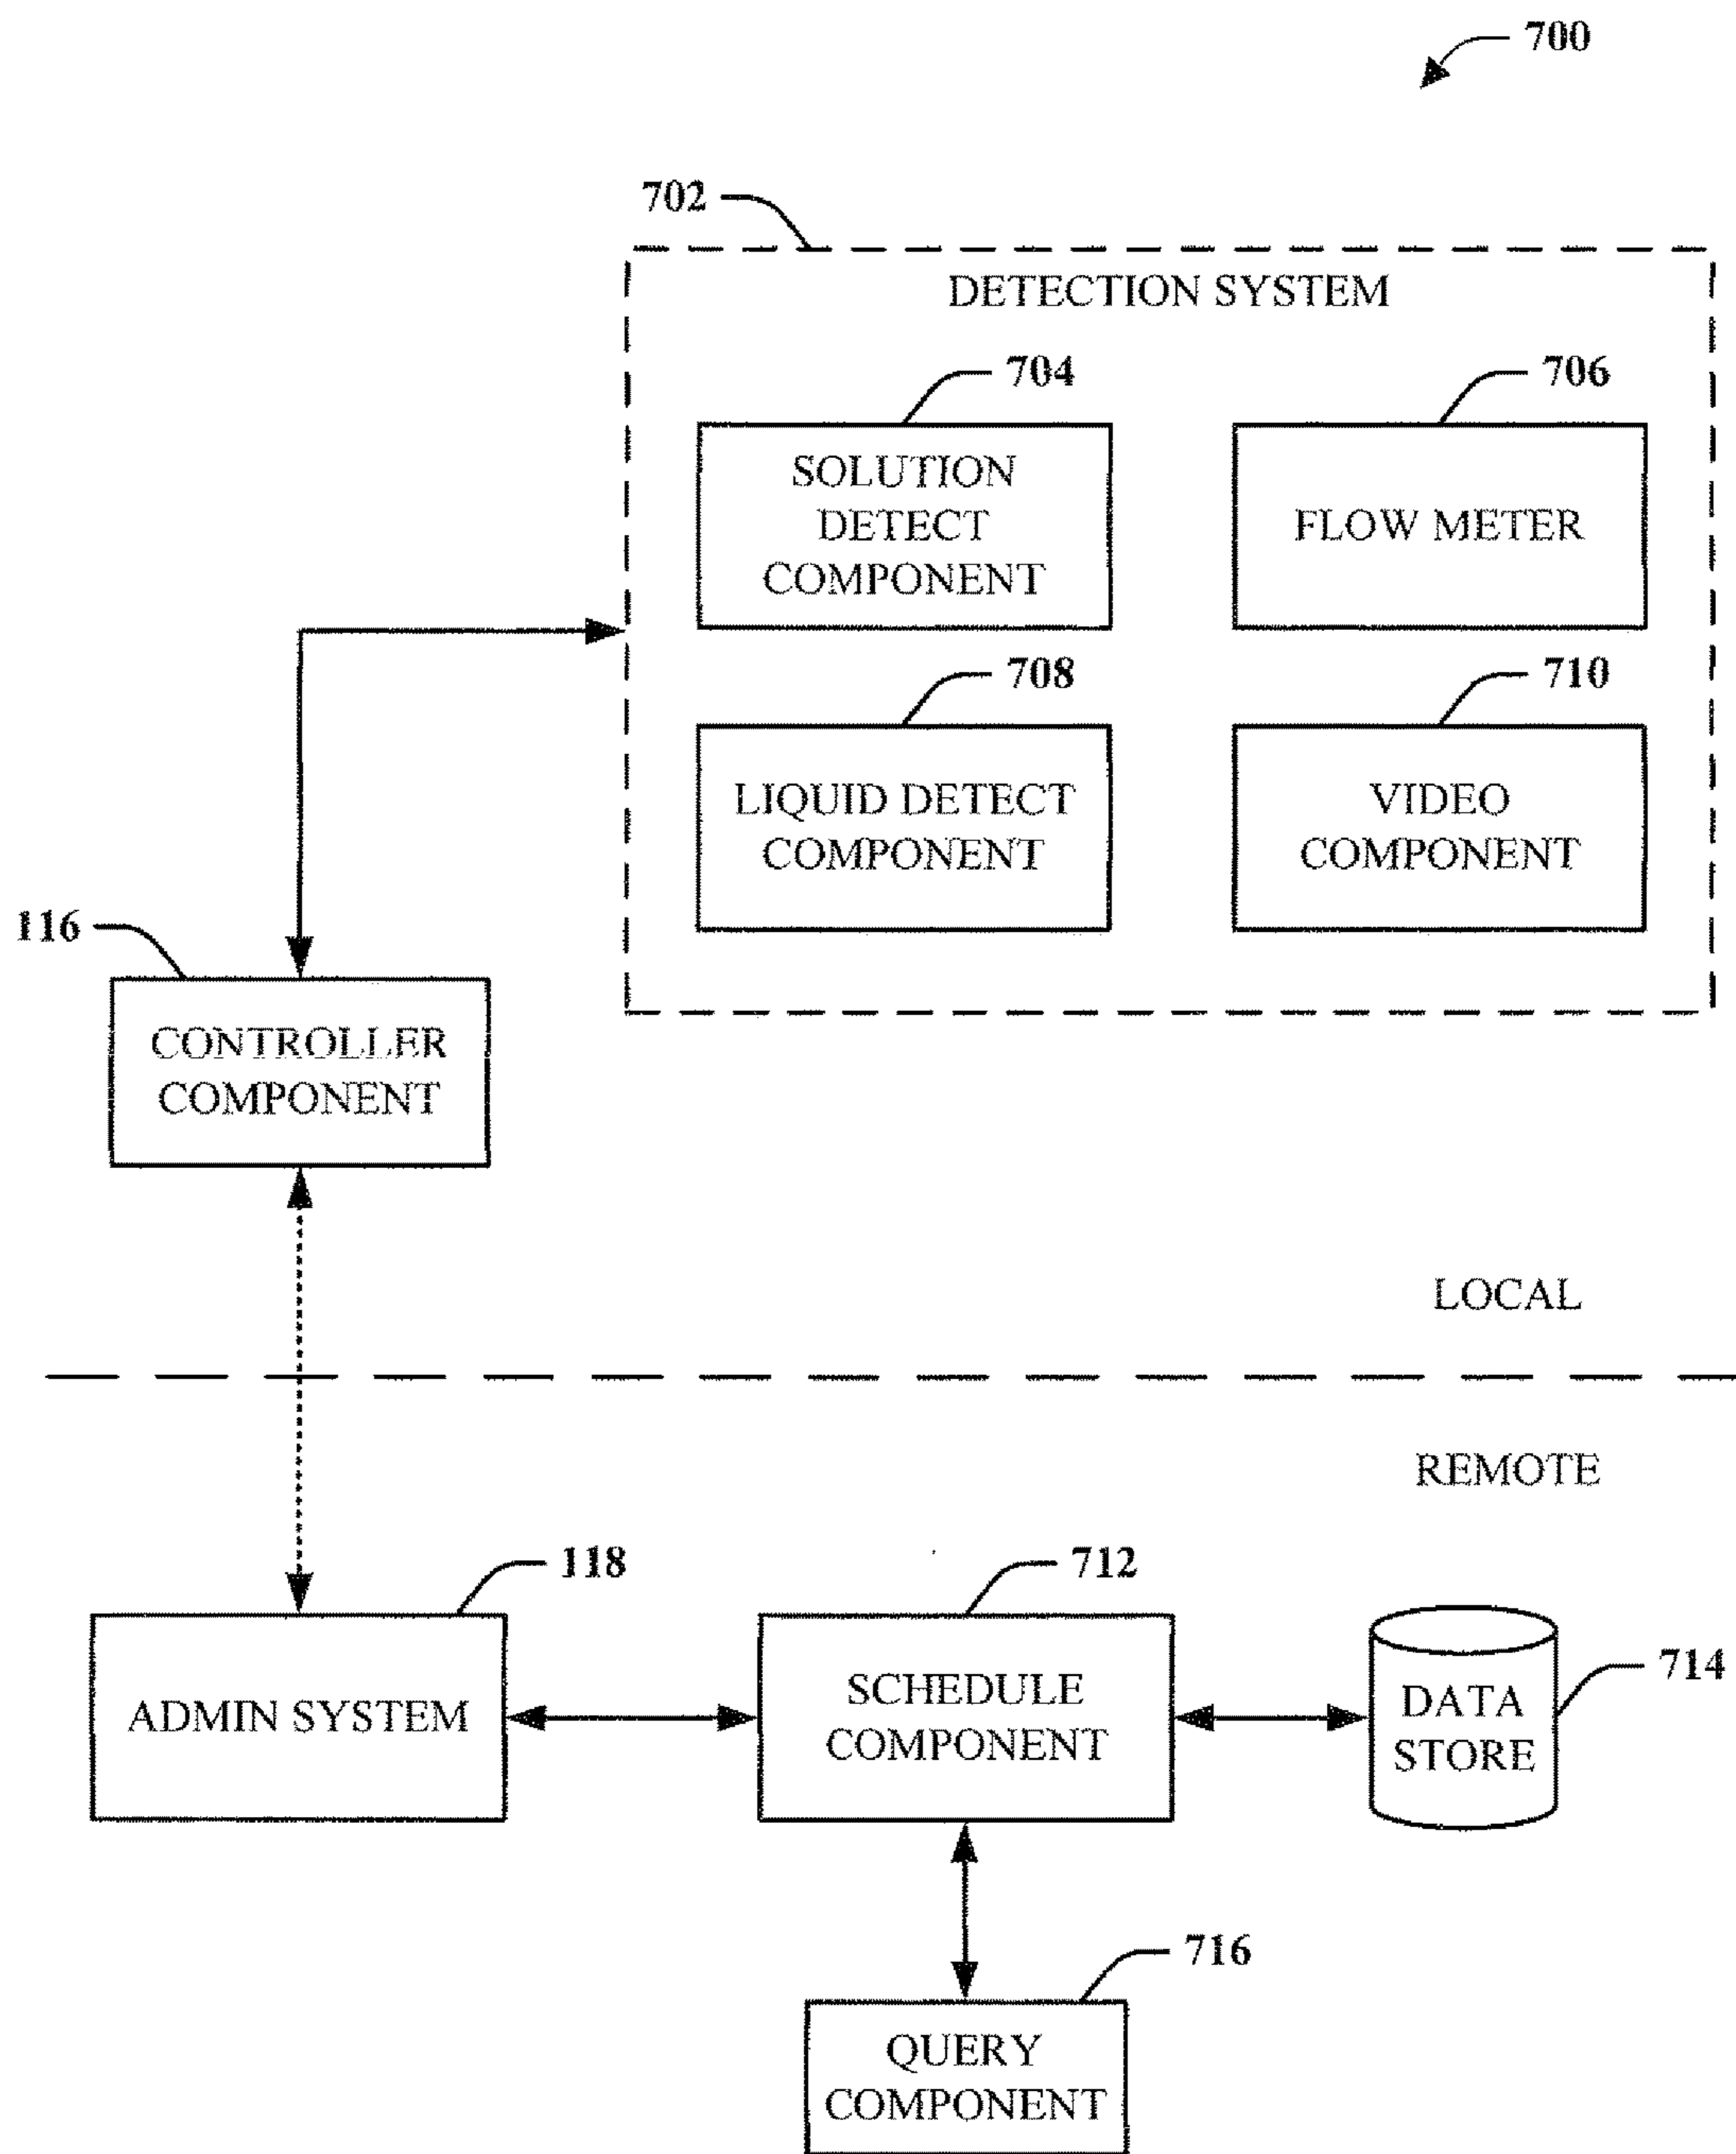 700
702
DETECTION SYSTEM
704
706
SOLUTION
DETECT
COMPONENT
FLOW METER
708
710
LIQUID DETECT
COMPONENT
VIDEO
COMPONENT
116
CONTROLLER
COMPONENT
LOCAL
REMOTE
118
712
ADMIN SYSTEM
SCHEDULE
COMPONENT
714
DATA
STORE
716
QUERY
COMPONENT